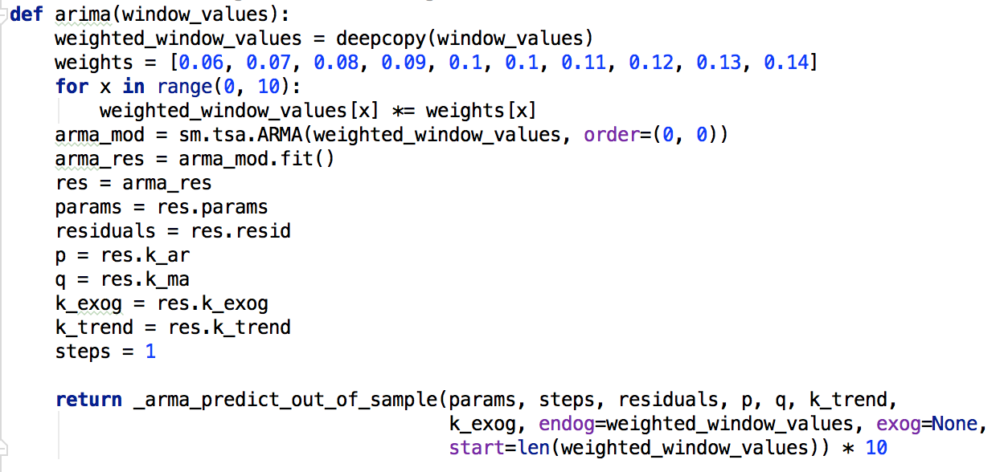 def arima(window_values):
    weighted_window_values = deepcopy(window_values)
    weights = [0.06, 0.07, 0.08, 0.09, 0.1, 0.1, 0.11, 0.12, 0.13, 0.14]
    for x in range(0, 10):
        weighted_window_values[x] *= weights[x]
    arma_mod = sm.tsa.ARMA(weighted_window_values, order=(0, 0))
    arma_res = arma_mod.fit()
    res = arma_res
    params = res.params
    residuals = res.resid
    p = res.k_ar
    q = res.k_ma
    k_exog = res.k_exog
    k_trend = res.k_trend
    steps = 1

    return _arma_predict_out_of_sample(params, steps, residuals, p, q, k_trend,
                                       k_exog, endog=weighted_window_values, exog=None,
                                       start=len(weighted_window_values)) * 10